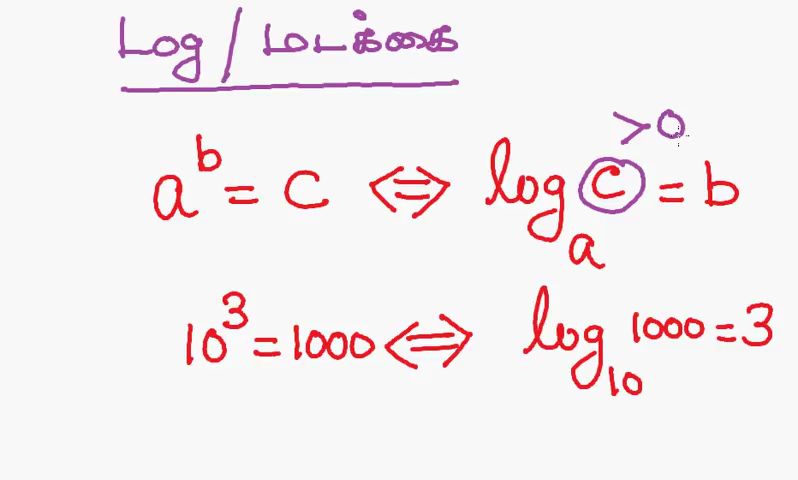 Log / மடக்கை
> 0
a^b = c ⇔ log_a c = b
10^3 = 1000 ⇔ log_10 1000 = 3